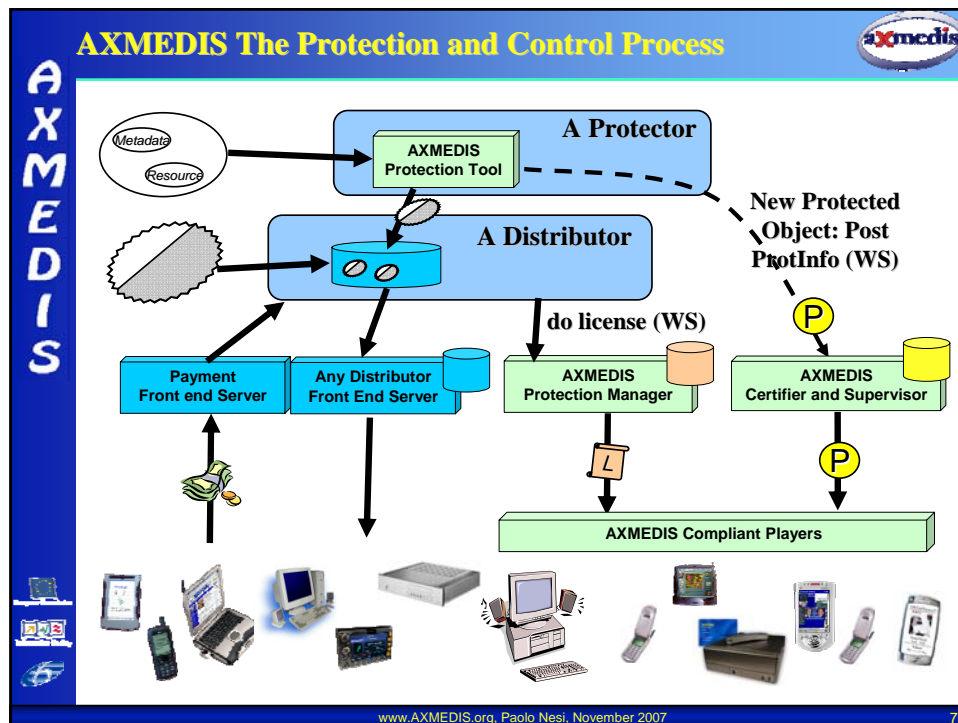 AXMEDIS The Protection and Control Process
axmedis
AXMEDIS
Metadata
Resource
A Protector
AXMEDIS
Protection Tool
New Protected
Object: Post
ProtInfo (WS)
A Distributor
do license (WS)
P
Payment
Front end Server
Any Distributor
Front End Server
AXMEDIS
Protection Manager
AXMEDIS
Certifier and Supervisor
L
P
AXMEDIS Compliant Players
www.AXMEDIS.org, Paolo Nesi, November 2007
7